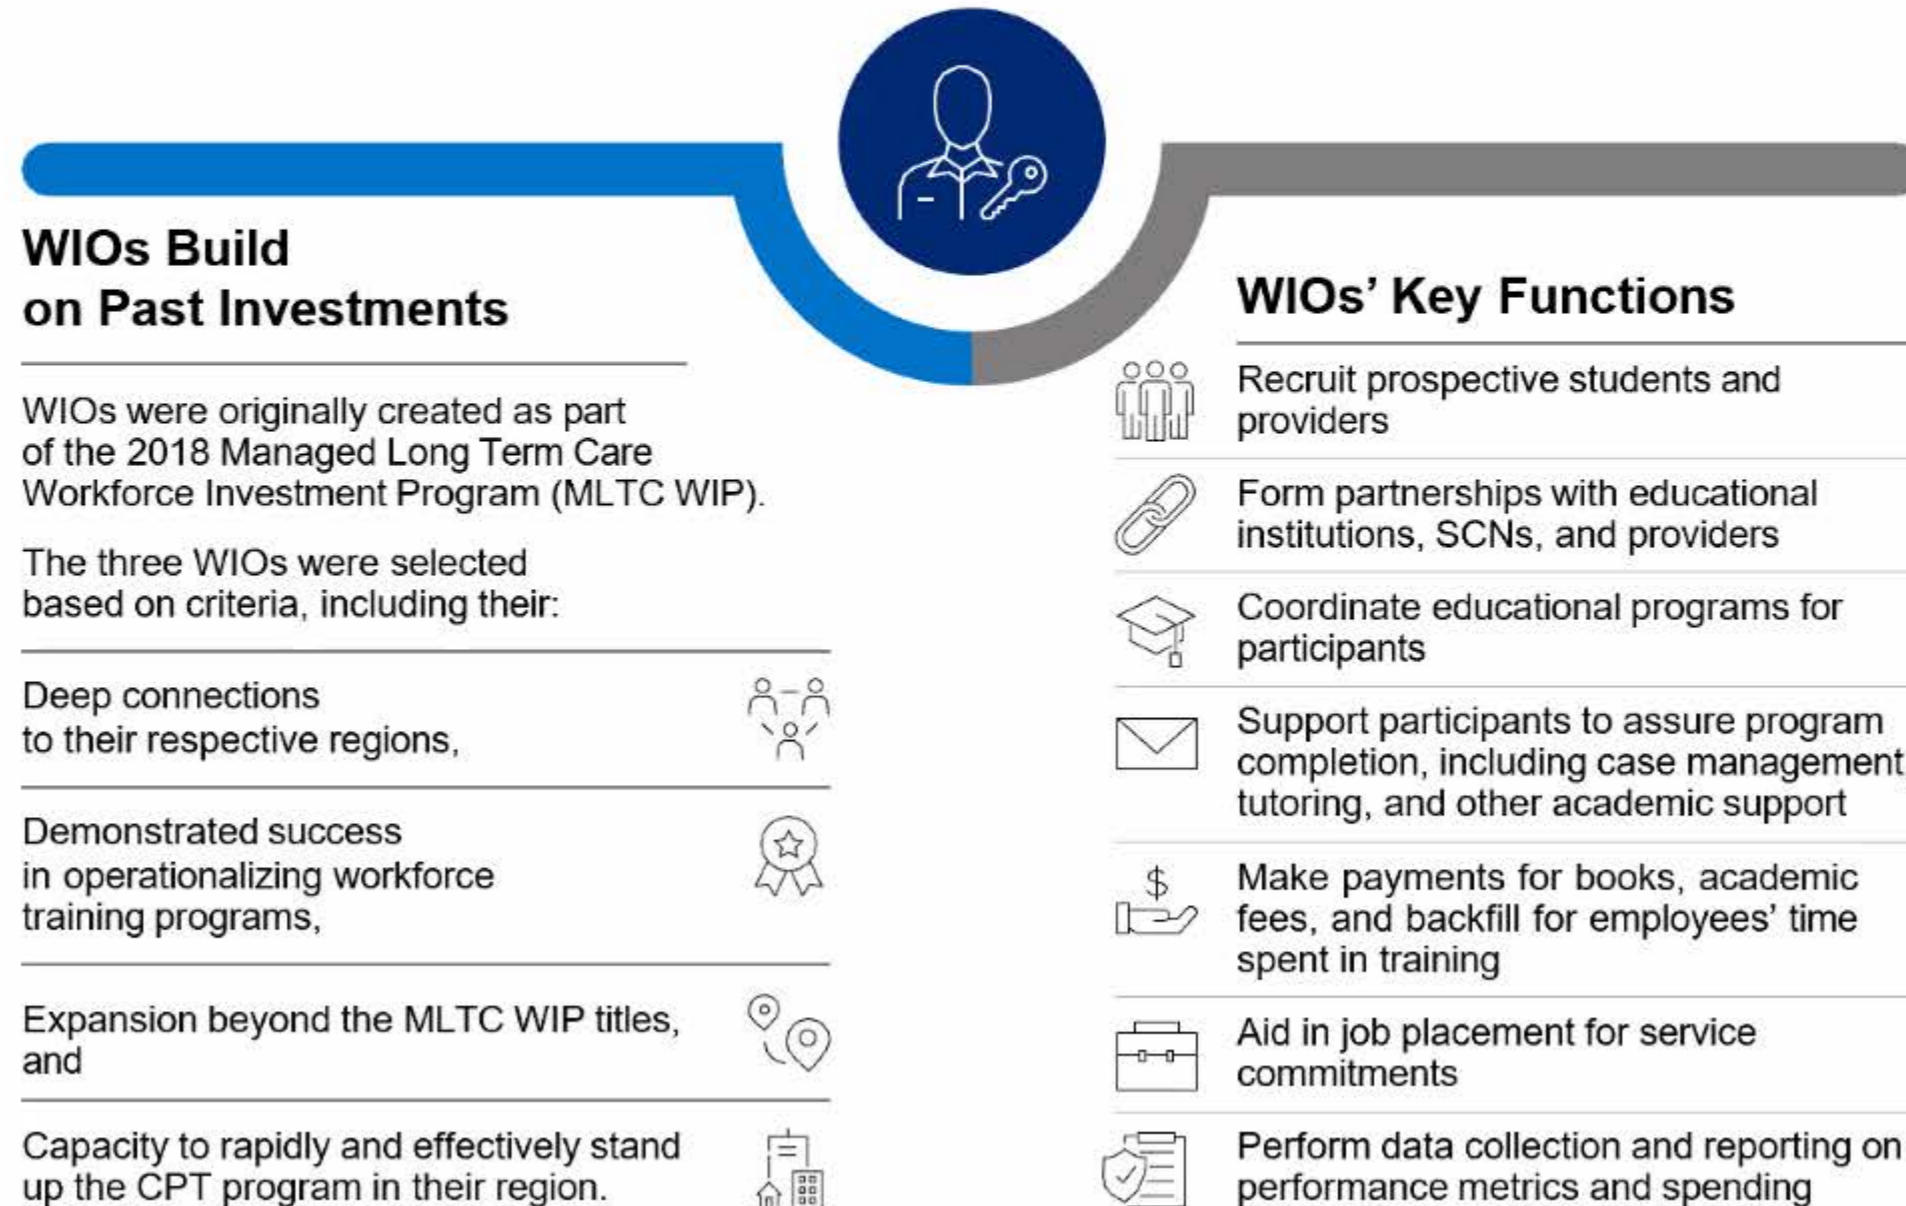 WIOs Build
on Past Investments
WIOs were originally created as part
of the 2018 Managed Long Term Care
Workforce Investment Program (MLTC WIP).
The three WIOs were selected
based on criteria, including their:
Deep connections
to their respective regions,
Demonstrated success
in operationalizing workforce
training programs,
Expansion beyond the MLTC WIP titles,
and
Capacity to rapidly and effectively stand
up the CPT program in their region.
WIOs’ Key Functions
Recruit prospective students and
providers
Form partnerships with educational
institutions, SCNs, and providers
Coordinate educational programs for
participants
Support participants to assure program
completion, including case management
tutoring, and other academic support
$
Make payments for books, academic
fees, and backfill for employees’ time
spent in training
Aid in job placement for service
commitments
Perform data collection and reporting on
performance metrics and spending